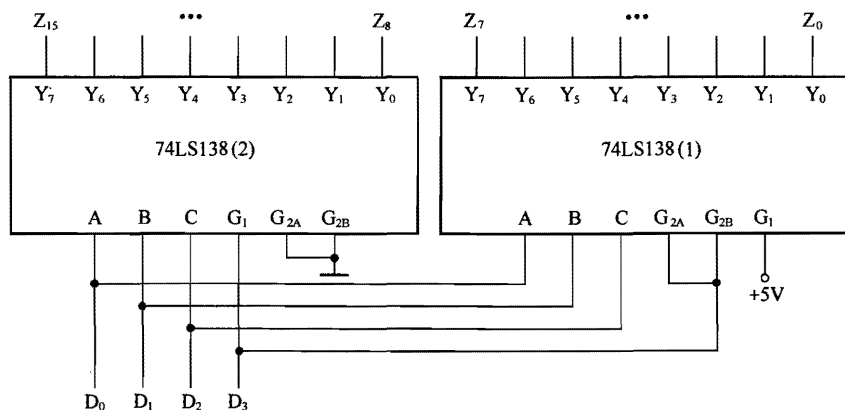 Z₁₅ ••• Z₈ Z₇ ••• Z₀
Y₇ Y₆ Y₅ Y₄ Y₃ Y₂ Y₁ Y₀ Y₇ Y₆ Y₅ Y₄ Y₃ Y₂ Y₁ Y₀
74LS138(2) 74LS138(1)
A B C G₁ G₂A G₂B A B C G₂A G₂B G₁
+5V
D₀ D₁ D₂ D₃